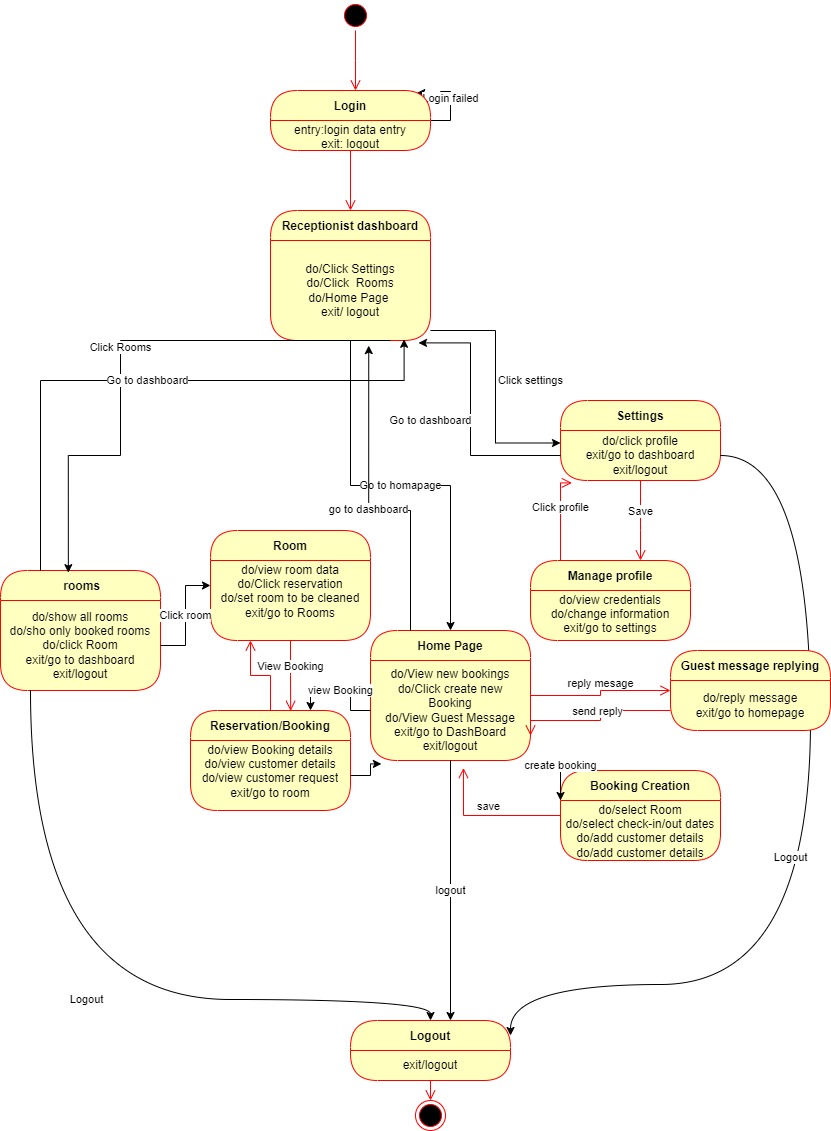 Login
Login failed
entry:login data entry
exit: logout
Receptionist dashboard
do/Click Settings
do/Click  Rooms
do/Home Page
exit/ logout
Click Rooms
Go to dashboard
Click settings
Go to dashboard
Settings
do/click profile
exit/go to dashboard
exit/logout
Go to homapage
go to dashboard
Click profile
Save
Room
do/view room data
do/Click reservation
do/set room to be cleaned
exit/go to Rooms
Manage profile
do/view credentials
do/change information
exit/go to settings
rooms
do/show all rooms
do/sho only booked rooms
do/click Room
exit/go to dashboard
exit/logout
Click room
View Booking
view Booking
Home Page
do/View new bookings
do/Click create new
Booking
do/View Guest Message
exit/go to DashBoard
exit/logout
reply mesage
send reply
Guest message replying
do/reply message
exit/go to homepage
Reservation/Booking
do/view Booking details
do/view customer details
do/view customer request
exit/go to room
create booking
save
Booking Creation
do/select Room
do/select check-in/out dates
do/add customer details
do/add customer details
Logout
logout
Logout
Logout
exit/logout